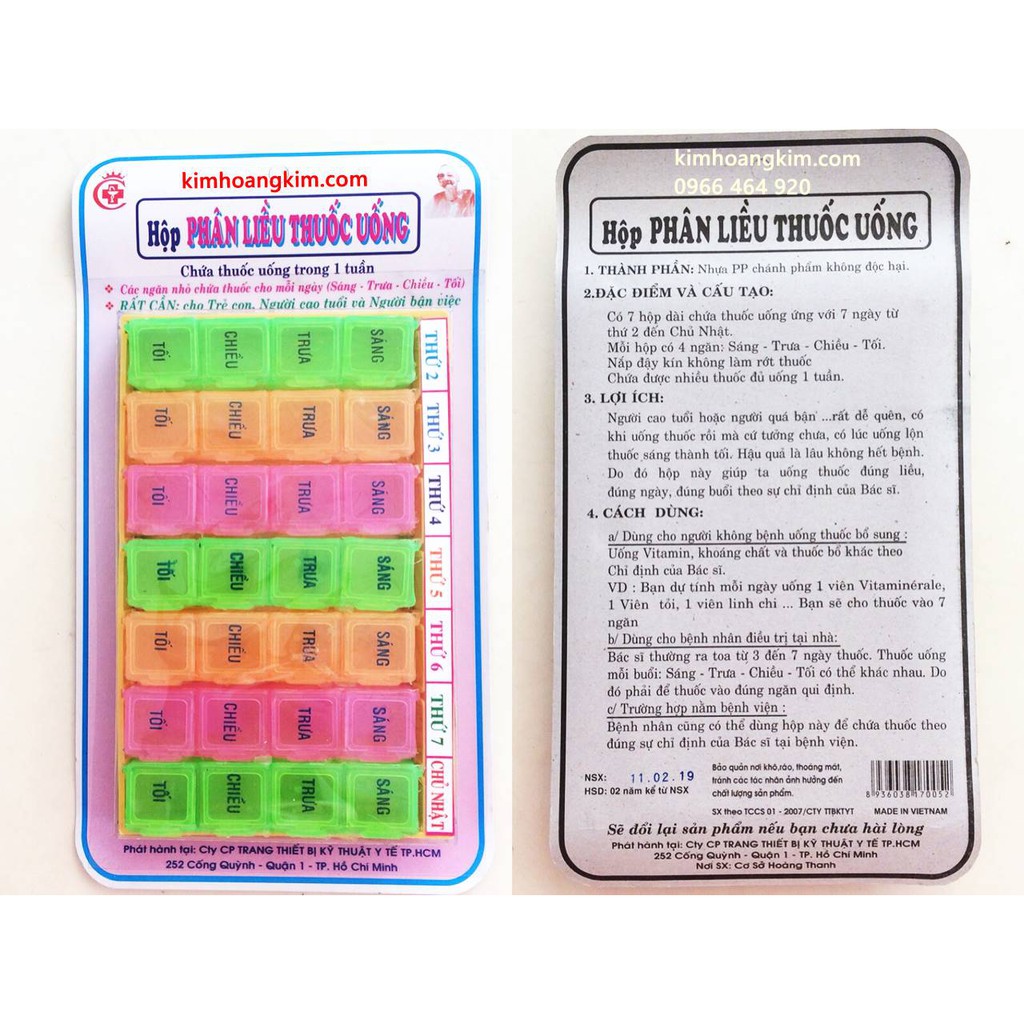 kimhoangkim.com
Hộp PHÂN LIỀU THUỐC UỐNG
Chứa thuốc uống trong 1 tuần
❖ Các ngăn nhỏ chứa thuốc cho mỗi ngày (Sáng - Trưa - Chiều - Tối)
❖ RẤT CẦN: cho Trẻ con, Người cao tuổi và Người bận việc
TỐI CHIỀU TRƯA SÁNG THỨ 2
TỐI CHIỀU TRƯA SÁNG THỨ 3
TỐI CHIỀU TRƯA SÁNG THỨ 4
TỐI CHIỀU TRƯA SÁNG THỨ 5
TỐI CHIỀU TRƯA SÁNG THỨ 6
TỐI CHIỀU TRƯA SÁNG THỨ 7
TỐI CHIỀU TRƯA SÁNG CHỦ NHẬT
Phát hành tại: Cty CP TRANG THIẾT BỊ KỸ THUẬT Y TẾ TP.HCM
252 Cống Quỳnh - Quận 1 - TP. Hồ Chí Minh
kimhoangkim.com
0966 464 920
Hộp PHÂN LIỀU THUỐC UỐNG
1. THÀNH PHẦN: Nhựa PP chánh phẩm không độc hại.
2.ĐẶC ĐIỂM VÀ CẤU TẠO:
Có 7 hộp dài chứa thuốc uống ứng với 7 ngày từ
thứ 2 đến Chủ Nhật.
Mỗi hộp có 4 ngăn: Sáng - Trưa - Chiều - Tối.
Nắp đậy kín không làm rớt thuốc
Chứa được nhiều thuốc đủ uống 1 tuần.
3. LỢI ÍCH:
Người cao tuổi hoặc người quá bận ...rất dễ quên, có
khi uống thuốc rồi mà cứ tưởng chưa, có lúc uống lộn
thuốc sáng thành tối. Hậu quả là lâu không hết bệnh.
Do đó hộp này giúp ta uống thuốc đúng liều,
đúng ngày, đúng buổi theo sự chỉ định của Bác sĩ.
4. CÁCH DÙNG:
a/ Dùng cho người không bệnh uống thuốc bổ sung :
Uống Vitamin, khoáng chất và thuốc bổ khác theo
Chỉ định của Bác sĩ.
VD : Bạn dự tính mỗi ngày uống 1 viên Vitaminérale,
1 Viên tỏi, 1 viên linh chi ... Bạn sẽ cho thuốc vào 7
ngăn
b/ Dùng cho bệnh nhân điều trị tại nhà:
Bác sĩ thường ra toa từ 3 đến 7 ngày thuốc. Thuốc uống
mỗi buổi: Sáng - Trưa - Chiều - Tối có thể khác nhau. Do
đó phải để thuốc vào đúng ngăn qui định.
c/ Trường hợp nằm bệnh viện :
Bệnh nhân cũng có thể dùng hộp này để chứa thuốc theo
đúng sự chỉ định của Bác sĩ tại bệnh viện.
NSX: 11.02.19
HSD: 02 năm kể từ NSX
Bảo quản nơi khô,ráo, thoáng mát,
tránh các tác nhân ảnh hưởng đến
chất lượng sản phẩm.
8 936038 170052
SX theo TCCS 01 - 2007/CTY TTBKTYT MADE IN VIETNAM
Sẽ đổi lại sản phẩm nếu bạn chưa hài lòng
Phát hành tại: Cty CP TRANG THIẾT BỊ KỸ THUẬT Y TẾ TP.HCM
252 Cống Quỳnh - Quận 1 - TP. Hồ Chí Minh
Nơi SX: Cơ Sở Hoàng Thanh